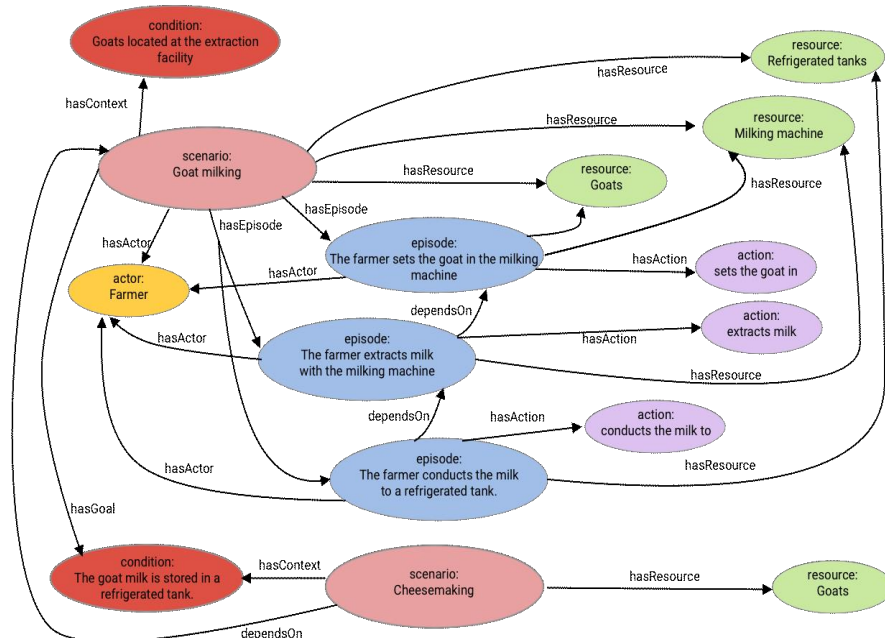 condition:
Goats located at the extraction
facility
resource:
Refrigerated tanks
hasResource
hasContext
resource:
Milking machine
hasResource
scenario:
Goat milking
hasResource
resource:
Goats
hasResource
hasEpisode
hasEpisode
hasActor
episode:
The farmer sets the goat in the milking
machine
hasAction
action:
sets the goat in
actor:
Farmer
hasActor
dependsOn
action:
extracts milk
hasActor
episode:
The farmer extracts milk
with the milking machine
hasAction
hasResource
dependsOn
hasAction
action:
conducts the milk to
hasActor
episode:
The farmer conducts the milk
to a refrigerated tank.
hasResource
hasGoal
condition:
The goat milk is stored in a
refrigerated tank.
hasContext
scenario:
Cheesemaking
hasResource
resource:
Goats
dependsOn